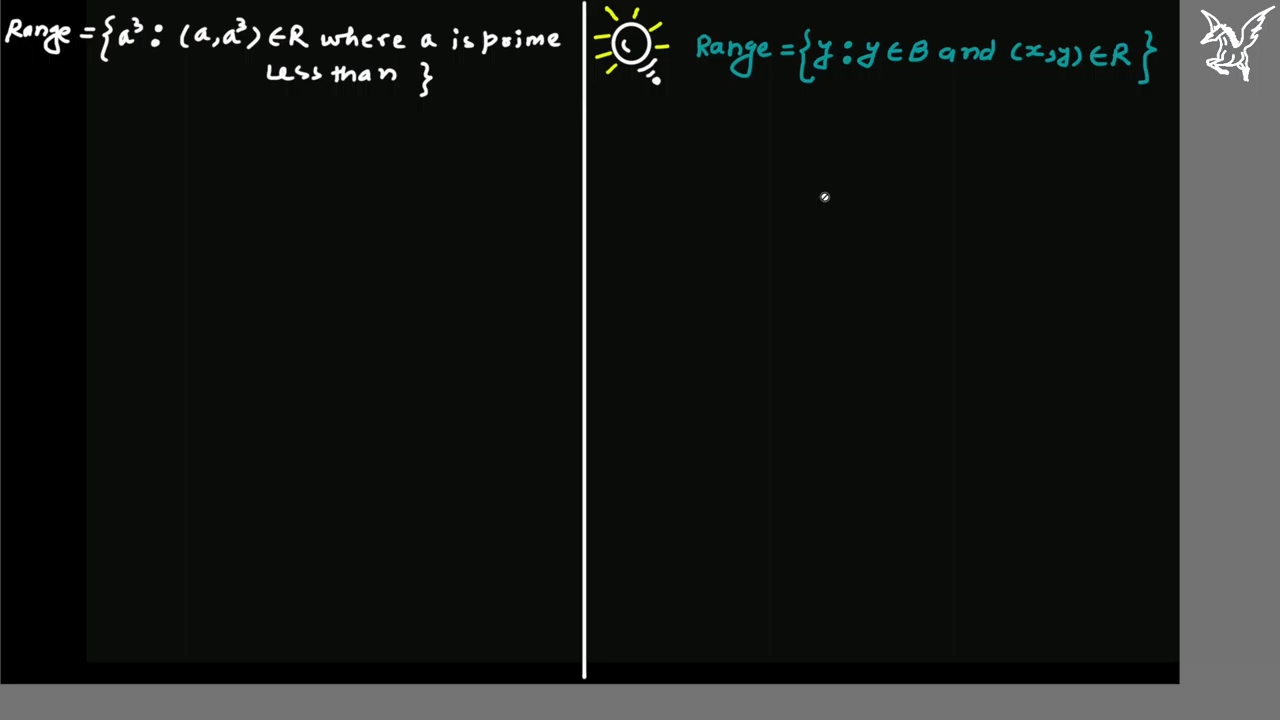 Range = {a³ : (a, a³) ∈ R where a is prime
Less than }
Range = {y : y ∈ B and (x, y) ∈ R }